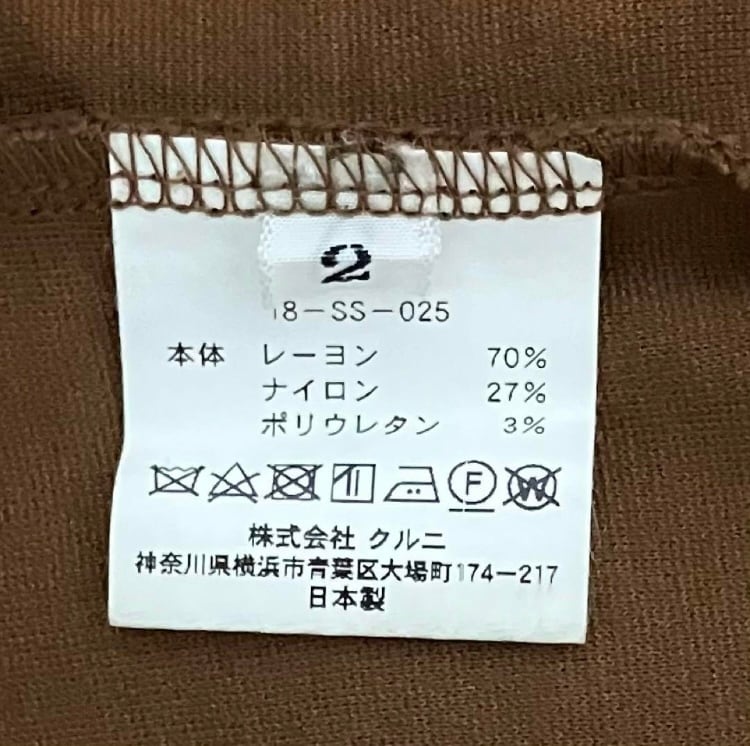 2
18-SS-025
本体 レーヨン 70%
ナイロン 27%
ポリウレタン 3%
F W
株式会社 クルニ
神奈川県横浜市青葉区大場町174-217
日本製